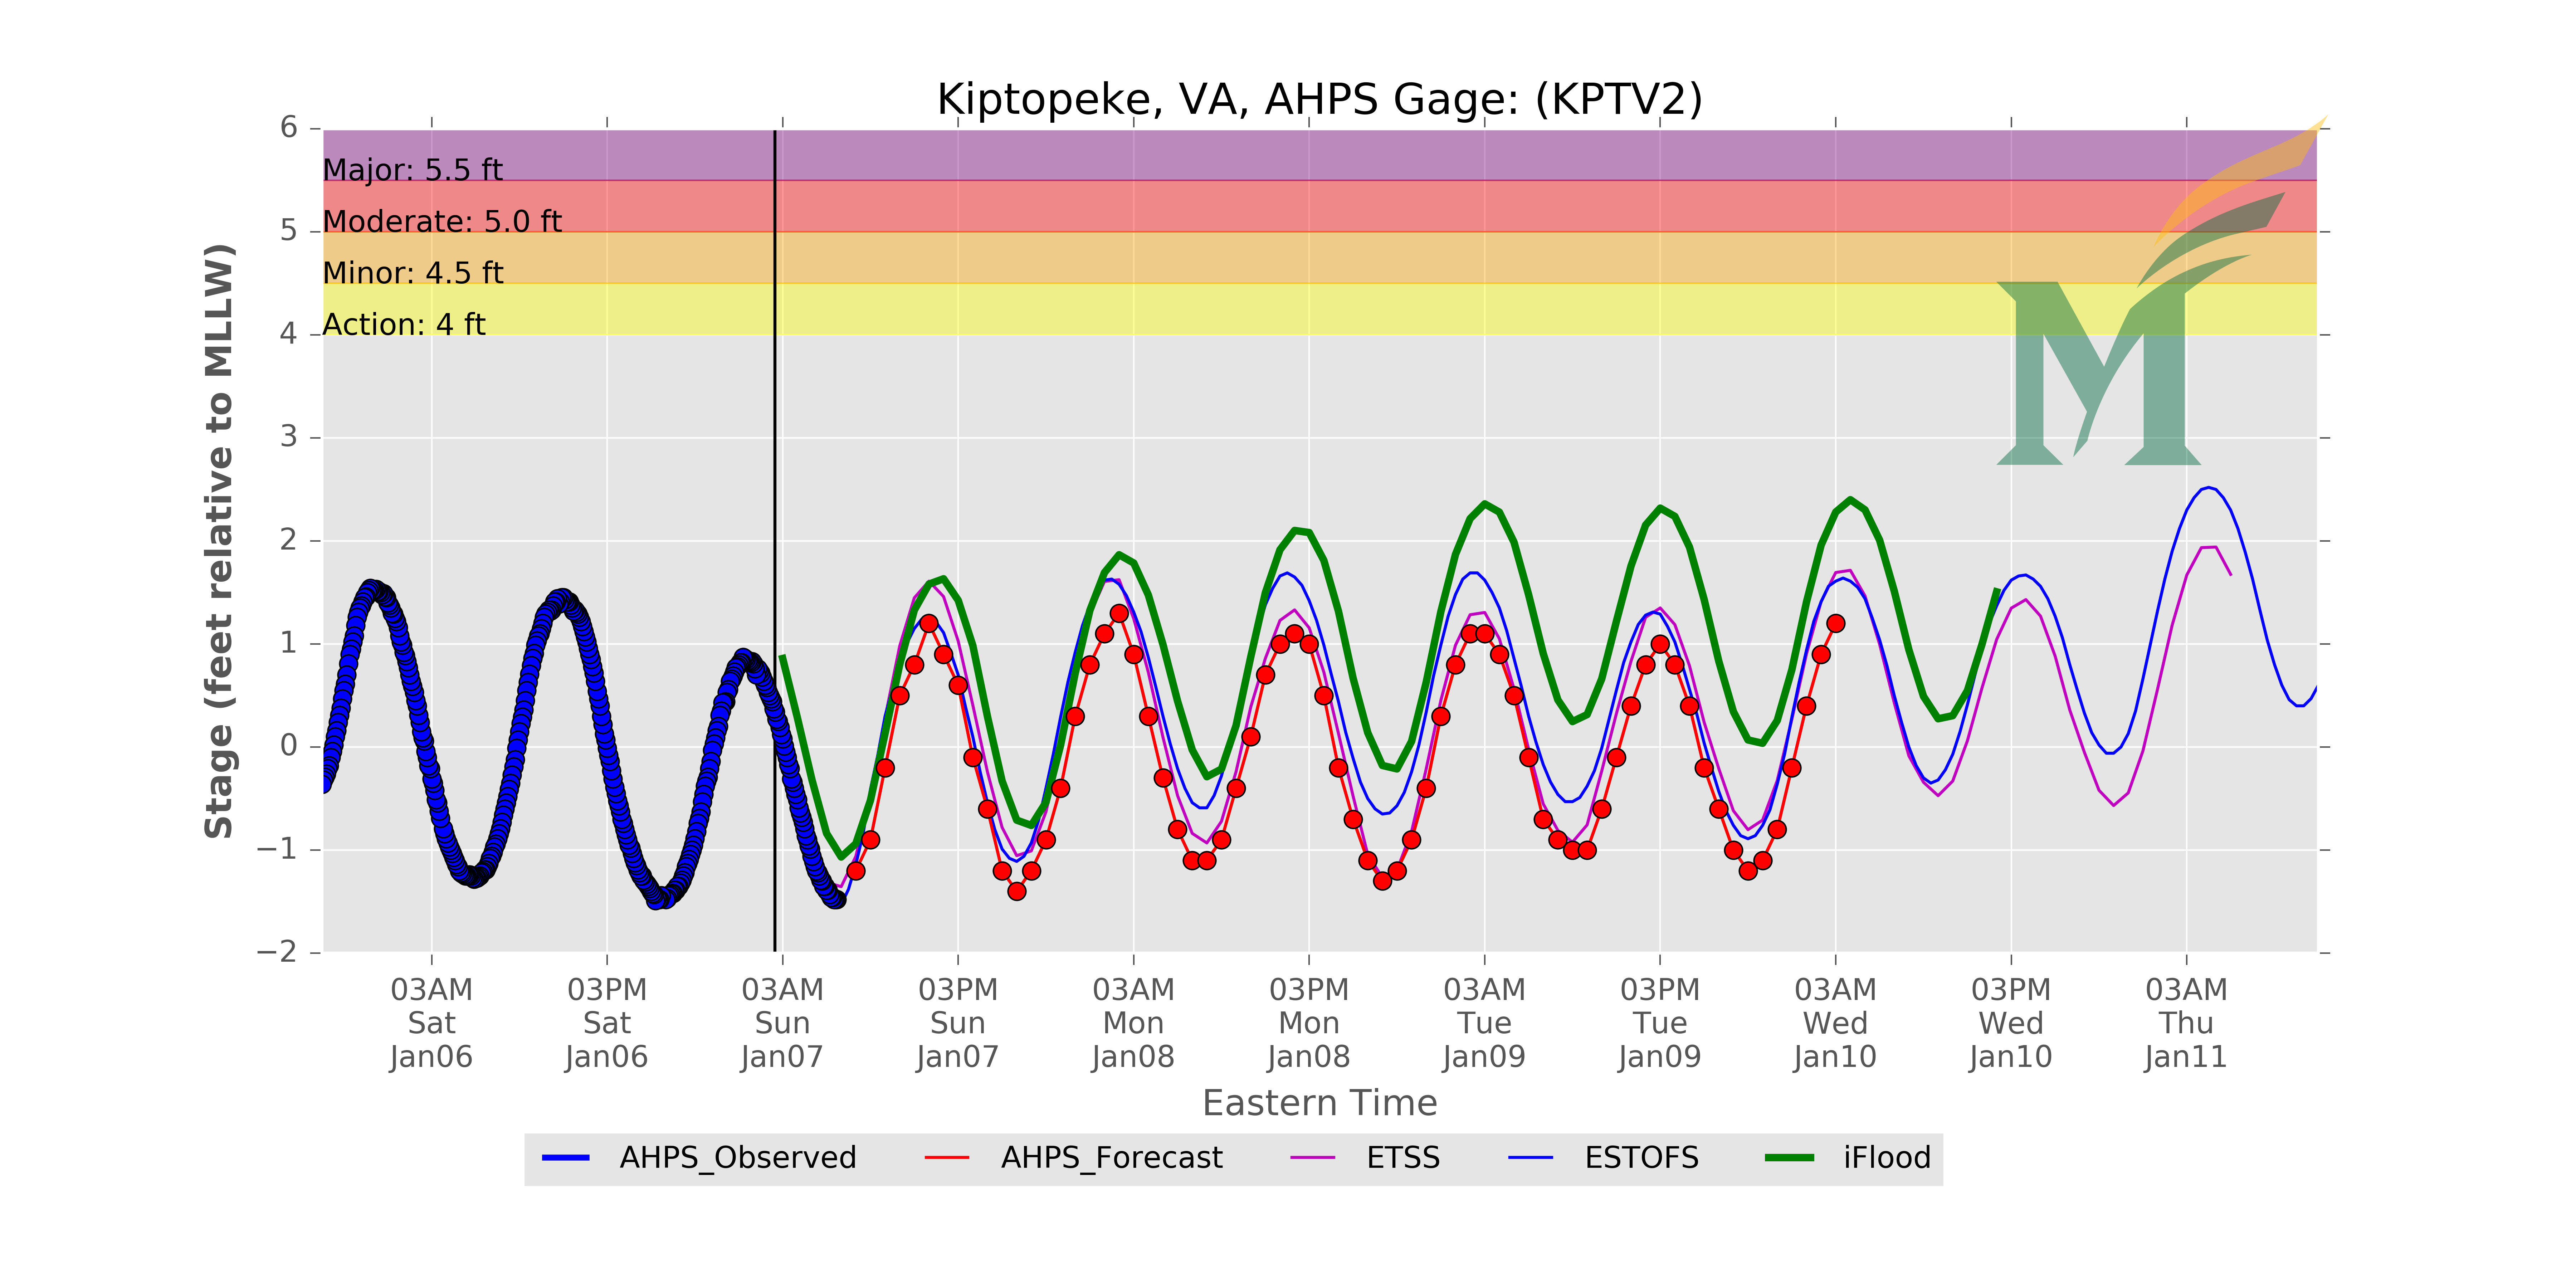 Kiptopeke, VA, AHPS Gage: (KPTV2)
6
5
4
3
2
1
0
−1
−2
Stage (feet relative to MLLW)
Major: 5.5 ft
Moderate: 5.0 ft
Minor: 4.5 ft
Action: 4 ft
M
03AM Sat Jan06
03PM Sat Jan06
03AM Sun Jan07
03PM Sun Jan07
03AM Mon Jan08
03PM Mon Jan08
03AM Tue Jan09
03PM Tue Jan09
03AM Wed Jan10
03PM Wed Jan10
03AM Thu Jan11
Eastern Time
AHPS_Observed AHPS_Forecast ETSS ESTOFS iFlood